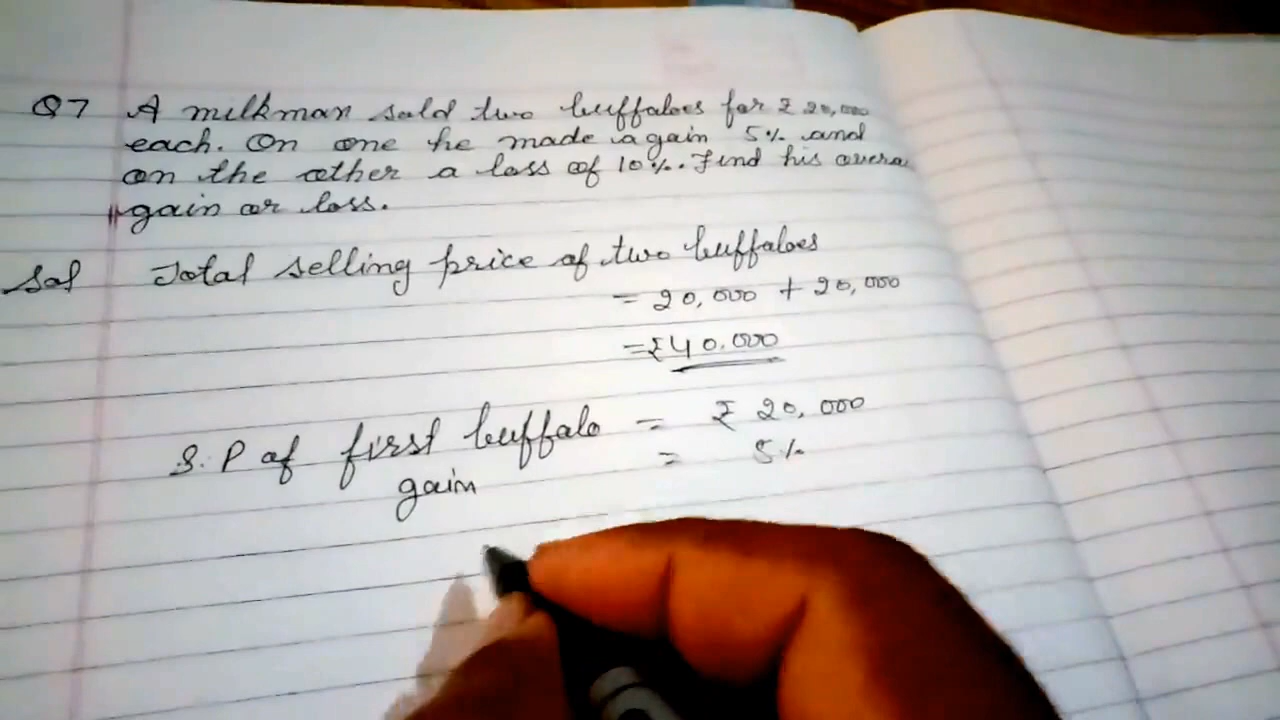 Q7 A milkman sold two buffaloes for ₹ 20,000
each. On one he made a gain 5% and
on the other a loss of 10%. Find his overa
gain or loss.
Sol Total selling price of two buffaloes
= 20,000 + 20,000
= ₹ 40.000
S.P of first buffalo = ₹ 20,000
gain = 5%